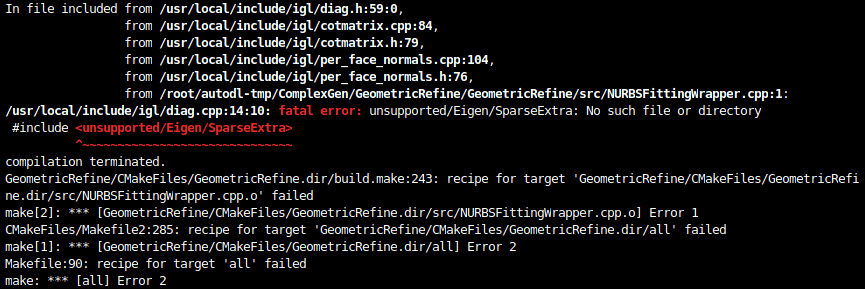 In file included from /usr/local/include/igl/diag.h:59:0,
                 from /usr/local/include/igl/cotmatrix.cpp:84,
                 from /usr/local/include/igl/cotmatrix.h:79,
                 from /usr/local/include/igl/per_face_normals.cpp:104,
                 from /usr/local/include/igl/per_face_normals.h:76,
                 from /root/autodl-tmp/ComplexGen/GeometricRefine/GeometricRefine/src/NURBSFittingWrapper.cpp:1:
/usr/local/include/igl/diag.cpp:14:10: fatal error: unsupported/Eigen/SparseExtra: No such file or directory
 #include <unsupported/Eigen/SparseExtra>
          ^~~~~~~~~~~~~~~~~~~~~~~~~~~~~~~
compilation terminated.
GeometricRefine/CMakeFiles/GeometricRefine.dir/build.make:243: recipe for target 'GeometricRefine/CMakeFiles/GeometricRefi
ne.dir/src/NURBSFittingWrapper.cpp.o' failed
make[2]: *** [GeometricRefine/CMakeFiles/GeometricRefine.dir/src/NURBSFittingWrapper.cpp.o] Error 1
CMakeFiles/Makefile2:285: recipe for target 'GeometricRefine/CMakeFiles/GeometricRefine.dir/all' failed
make[1]: *** [GeometricRefine/CMakeFiles/GeometricRefine.dir/all] Error 2
Makefile:90: recipe for target 'all' failed
make: *** [all] Error 2